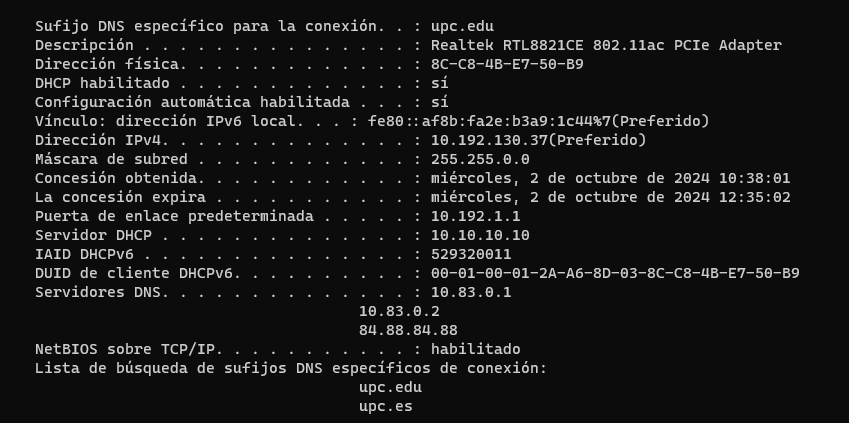 Sufijo DNS específico para la conexión. . : upc.edu
Descripción . . . . . . . . . . . . . . . : Realtek RTL8821CE 802.11ac PCIe Adapter
Dirección física. . . . . . . . . . . . . : 8C-C8-4B-E7-50-B9
DHCP habilitado . . . . . . . . . . . . . : sí
Configuración automática habilitada . . . : sí
Vínculo: dirección IPv6 local. . . : fe80::af8b:fa2e:b3a9:1c44%7(Preferido)
Dirección IPv4. . . . . . . . . . . . . . : 10.192.130.37(Preferido)
Máscara de subred . . . . . . . . . . . . : 255.255.0.0
Concesión obtenida. . . . . . . . . . . . : miércoles, 2 de octubre de 2024 10:38:01
La concesión expira . . . . . . . . . . . : miércoles, 2 de octubre de 2024 12:35:02
Puerta de enlace predeterminada . . . . . : 10.192.1.1
Servidor DHCP . . . . . . . . . . . . . . : 10.10.10.10
IAID DHCPv6 . . . . . . . . . . . . . . . : 529320011
DUID de cliente DHCPv6. . . . . . . . . . : 00-01-00-01-2A-A6-8D-03-8C-C8-4B-E7-50-B9
Servidores DNS. . . . . . . . . . . . . . : 10.83.0.1
10.83.0.2
84.88.84.88
NetBIOS sobre TCP/IP. . . . . . . . . . . : habilitado
Lista de búsqueda de sufijos DNS específicos de conexión:
upc.edu
upc.es